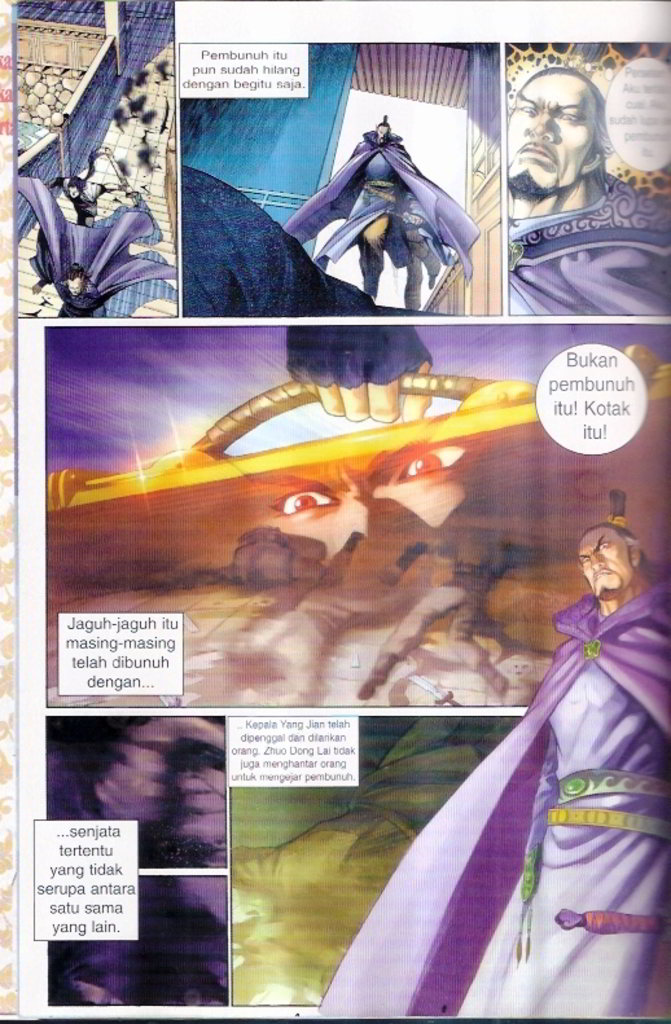 Pembunuh itu
pun sudah hilang
dengan begitu saja.
Aku
cuai
sudah
itu
Bukan
pembunuh
itu! Kotak
itu!
Jaguh-jaguh itu
masing-masing
telah dibunuh
dengan...
...senjata
tertentu
yang tidak
serupa antara
satu sama
yang lain.
.. Kepala Yang Jian telah
dipenggal dan dilarikan
orang. Zhuo Dong Lai tidak
juga menghantar orang
untuk mengejar pembunuh.